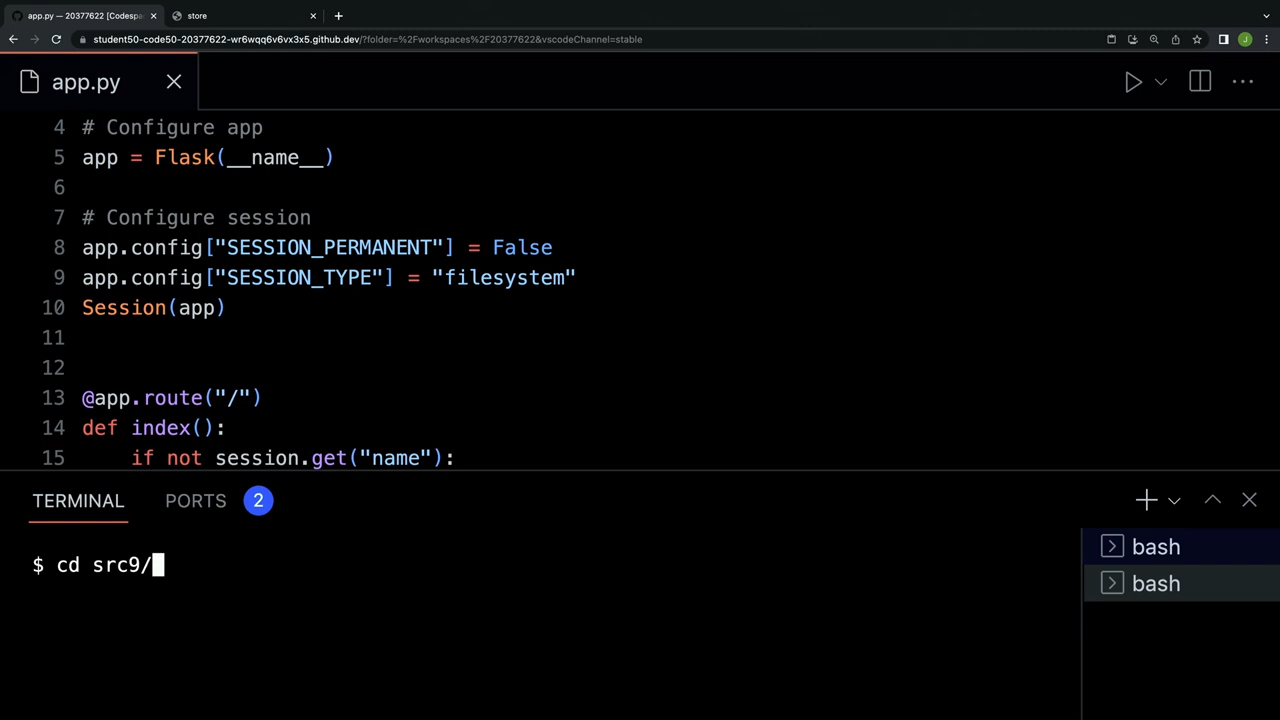 app.py — 20377622 [Codespa
store
student50-code50-20377622-wr6wqq6v6vx3x5.github.dev/?folder=%2Fworkspaces%2F20377622&vscodeChannel=stable
J
app.py
4 # Configure app
5 app = Flask(__name__)
6
7 # Configure session
8 app.config["SESSION_PERMANENT"] = False
9 app.config["SESSION_TYPE"] = "filesystem"
10 Session(app)
11
12
13 @app.route("/")
14 def index():
15     if not session.get("name"):
TERMINAL PORTS 2
$ cd src9/
bash
bash